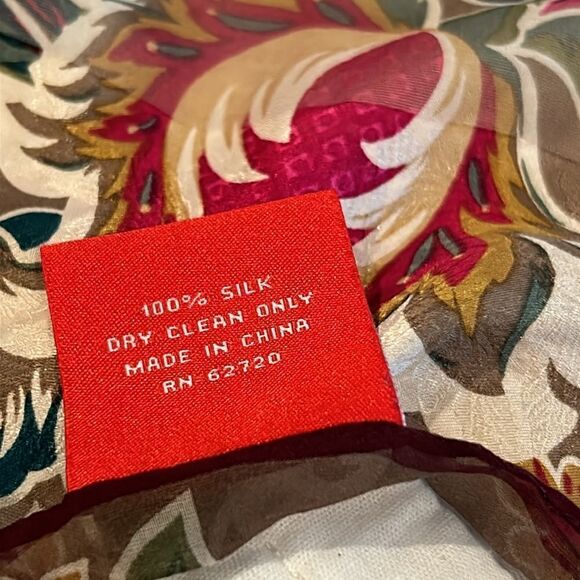 100% SILK
DRY CLEAN ONLY
MADE IN CHINA
RN 62720